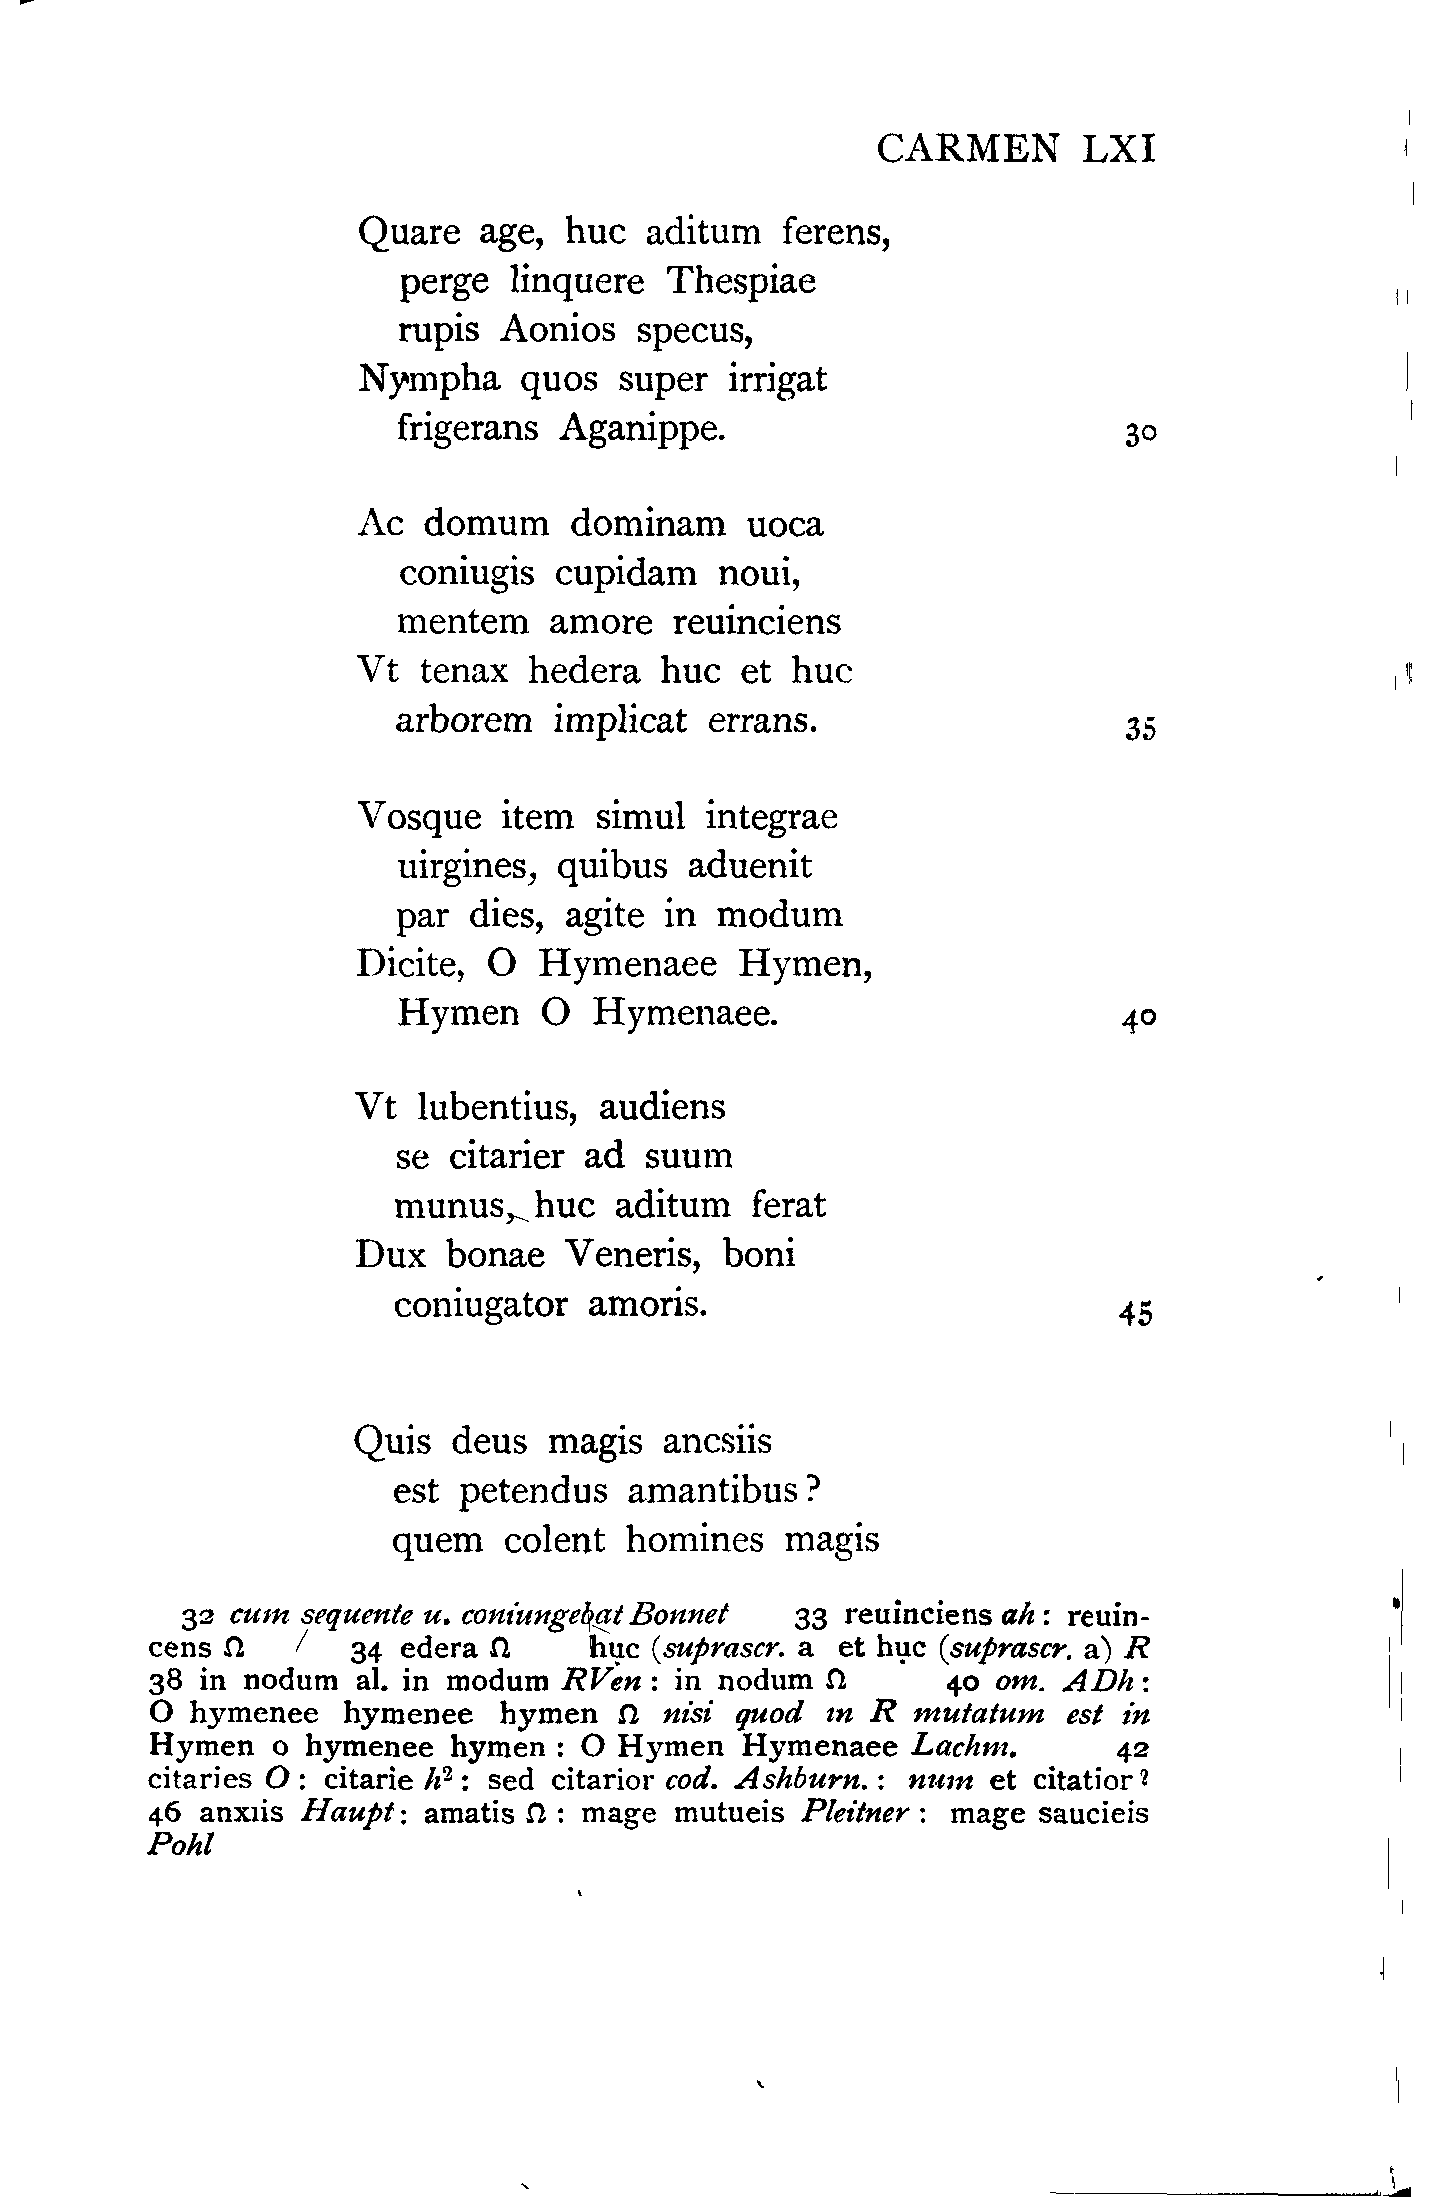 CARMEN LXI
Quare age, huc aditum ferens,
perge linquere Thespiae
rupis Aonios specus,
Nympha quos super irrigat
frigerans Aganippe. 30
Ac domum dominam uoca
coniugis cupidam noui,
mentem amore reuinciens
Vt tenax hedera huc et huc
arborem implicat errans. 35
Vosque item simul integrae
uirgines, quibus aduenit
par dies, agite in modum
Dicite, O Hymenaee Hymen,
Hymen O Hymenaee. 40
Vt lubentius, audiens
se citarier ad suum
munus, huc aditum ferat
Dux bonae Veneris, boni
coniugator amoris. 45
Quis deus magis ancsiis
est petendus amantibus?
quem colent homines magis
32 cum sequente u. coniungebat Bonnet 33 reuinciens ah: reuin-
cens Ω 34 edera Ω hục (suprascr. a et hục (suprascr. a) R
38 in nodum al. in modum RVen: in nodum Ω 40 om. ADh:
O hymenee hymenee hymen Ω nisi quod in R mutatum est in
Hymen o hymenee hymen: O Hymen Hymenaee Lachm. 42
citaries O: citarie h²: sed citarior cod. Ashburn.: num et citatior?
46 anxiis Haupt: amatis Ω: mage mutueis Pleitner: mage saucieis
Pohl